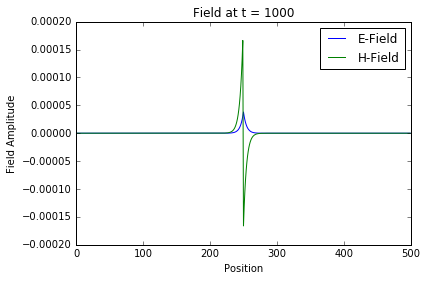 Field at t = 1000
0.00020
0.00015
0.00010
0.00005
0.00000
−0.00005
−0.00010
−0.00015
−0.00020
Field Amplitude
E-Field
H-Field
0 100 200 300 400 500
Position